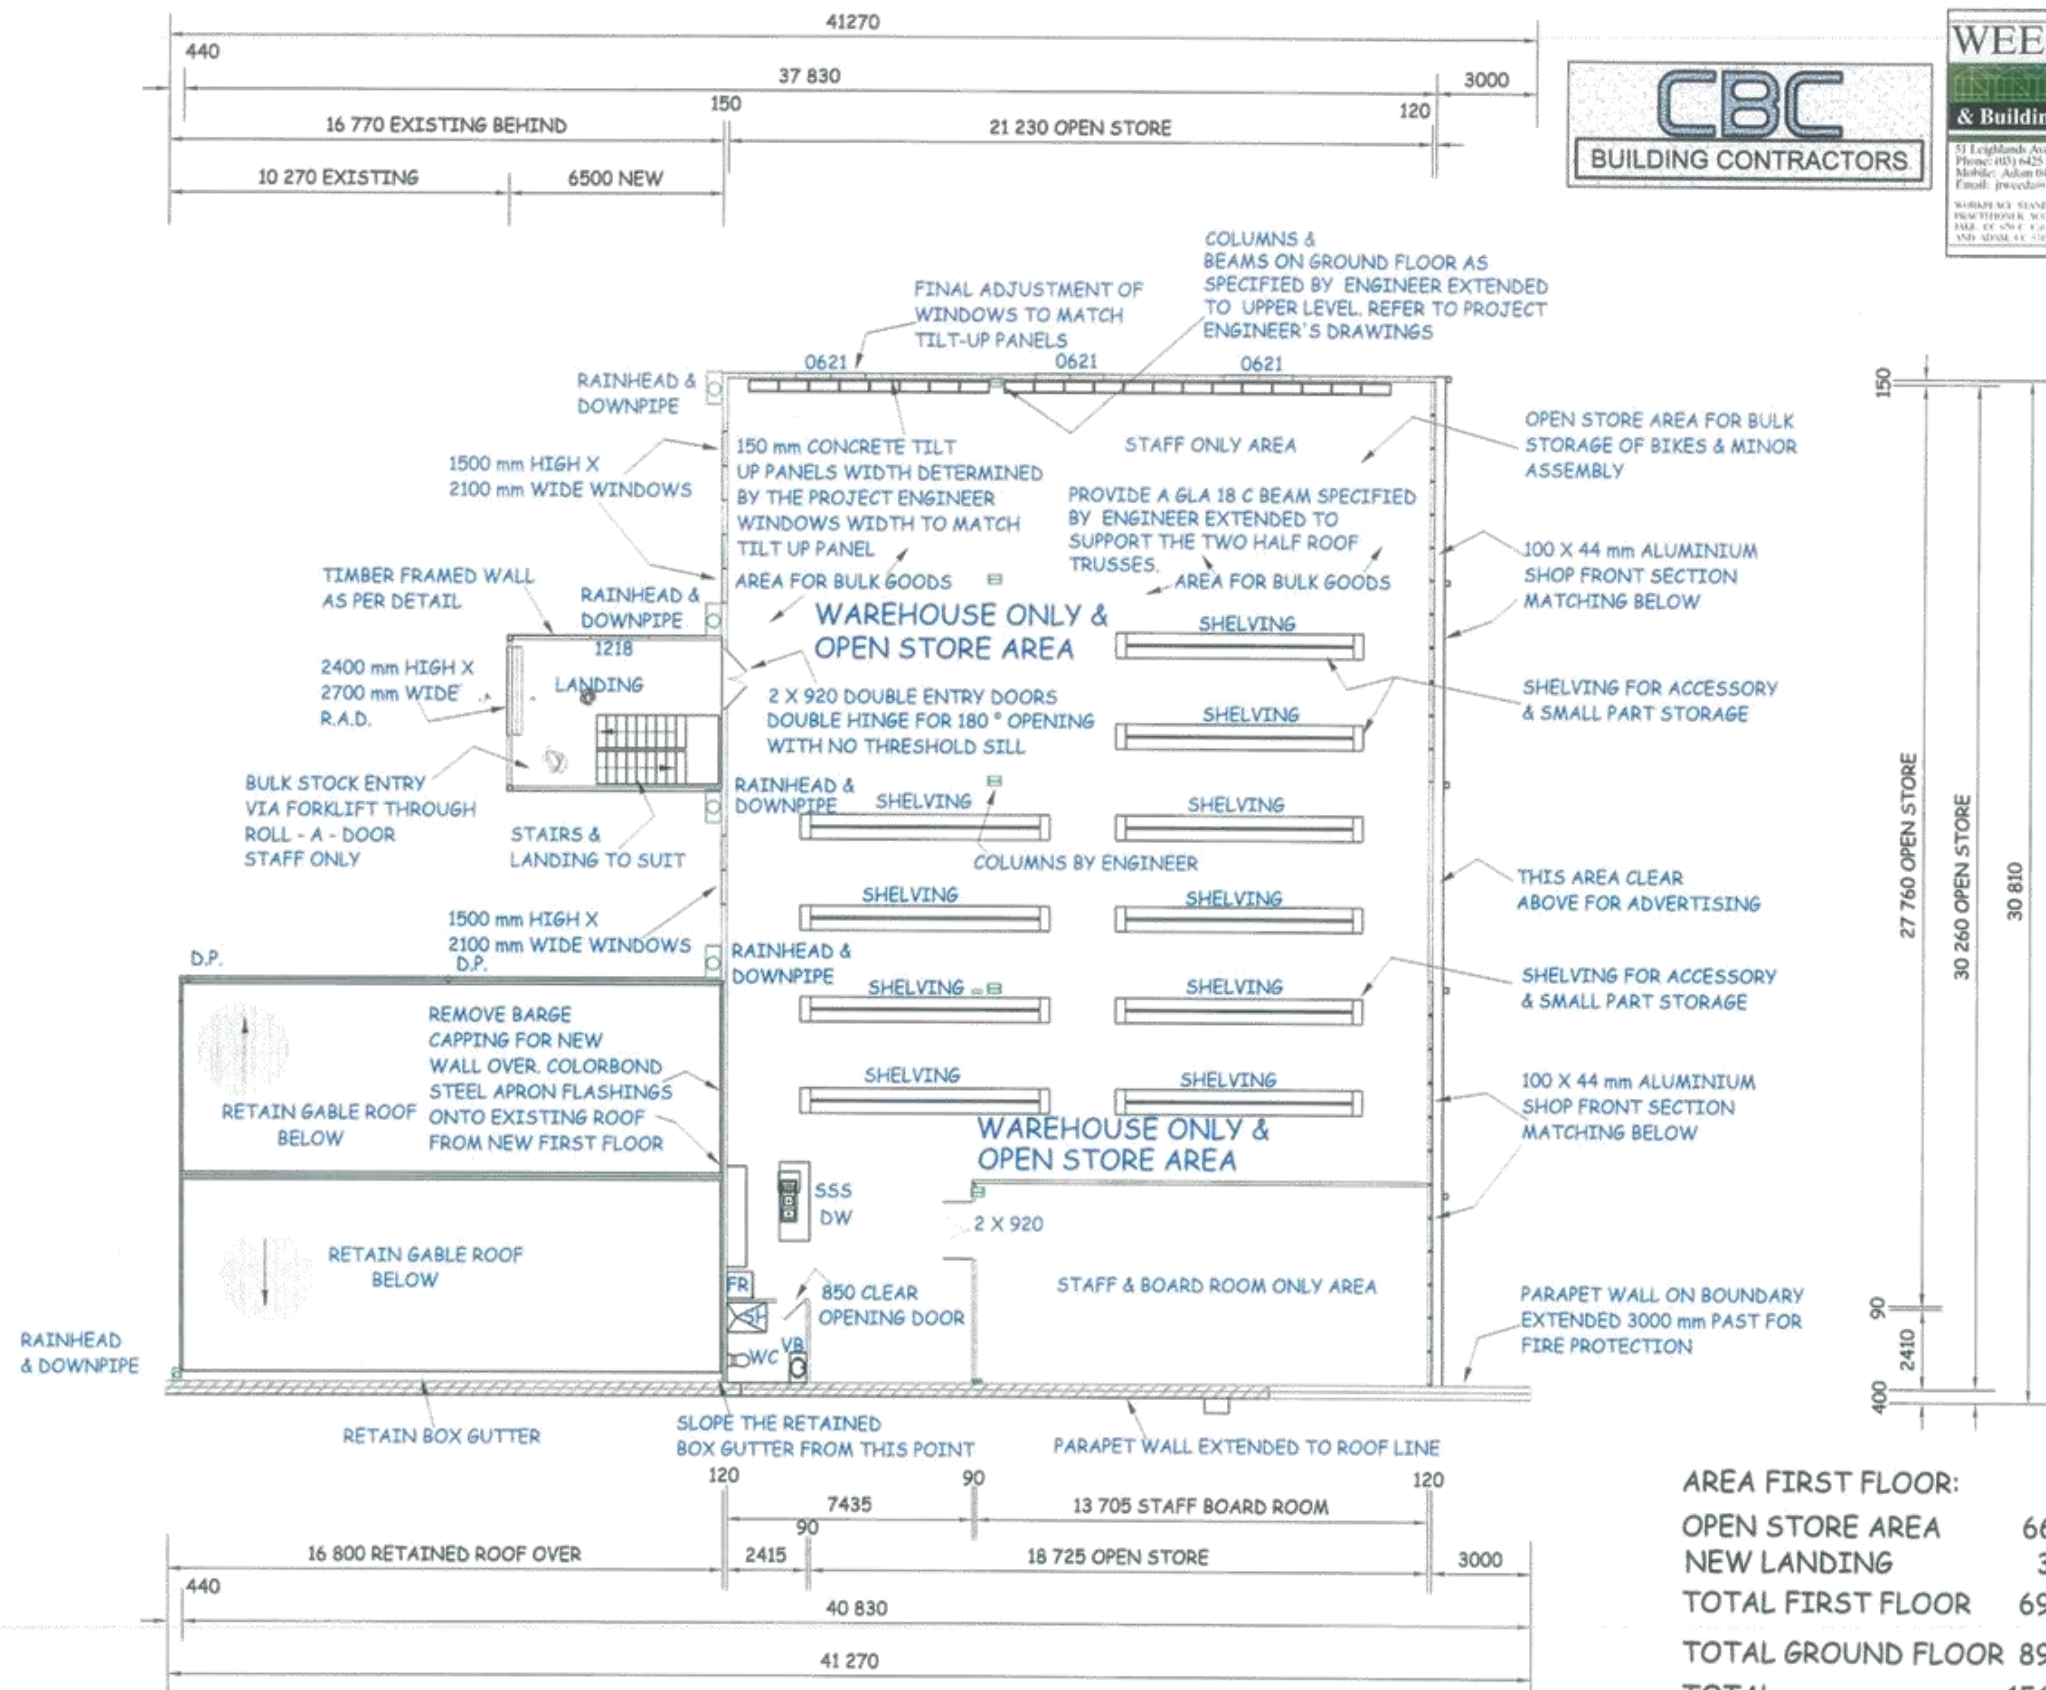 41270
440
37 830
3000
150
120
16 770 EXISTING BEHIND
21 230 OPEN STORE
10 270 EXISTING
6500 NEW
CBC
BUILDING CONTRACTORS
WEE
& Buildin
51 Leighlands Av
Phone: (03) 6425
Mobile: Adam 04
COLUMNS &
BEAMS ON GROUND FLOOR AS
SPECIFIED BY ENGINEER EXTENDED
TO UPPER LEVEL. REFER TO PROJECT
ENGINEER'S DRAWINGS
FINAL ADJUSTMENT OF
WINDOWS TO MATCH
TILT-UP PANELS
0621
0621
0621
RAINHEAD &
DOWNPIPE
150 mm CONCRETE TILT
UP PANELS WIDTH DETERMINED
BY THE PROJECT ENGINEER
WINDOWS WIDTH TO MATCH
TILT UP PANEL
STAFF ONLY AREA
OPEN STORE AREA FOR BULK
STORAGE OF BIKES & MINOR
ASSEMBLY
1500 mm HIGH X
2100 mm WIDE WINDOWS
PROVIDE A GLA 18 C BEAM SPECIFIED
BY ENGINEER EXTENDED TO
SUPPORT THE TWO HALF ROOF
TRUSSES.
100 X 44 mm ALUMINIUM
SHOP FRONT SECTION
MATCHING BELOW
TIMBER FRAMED WALL
AS PER DETAIL
RAINHEAD &
DOWNPIPE
AREA FOR BULK GOODS
AREA FOR BULK GOODS
WAREHOUSE ONLY &
OPEN STORE AREA
SHELVING
1218
LANDING
2400 mm HIGH X
2700 mm WIDE
R.A.D.
2 X 920 DOUBLE ENTRY DOORS
DOUBLE HINGE FOR 180 ° OPENING
WITH NO THRESHOLD SILL
SHELVING
SHELVING FOR ACCESSORY
& SMALL PART STORAGE
BULK STOCK ENTRY
VIA FORKLIFT THROUGH
ROLL - A - DOOR
STAFF ONLY
RAINHEAD &
DOWNPIPE
SHELVING
SHELVING
STAIRS &
LANDING TO SUIT
COLUMNS BY ENGINEER
THIS AREA CLEAR
ABOVE FOR ADVERTISING
SHELVING
SHELVING
1500 mm HIGH X
2100 mm WIDE WINDOWS
D.P.
D.P.
RAINHEAD &
DOWNPIPE
SHELVING
SHELVING
SHELVING FOR ACCESSORY
& SMALL PART STORAGE
REMOVE BARGE
CAPPING FOR NEW
WALL OVER. COLORBOND
STEEL APRON FLASHINGS
ONTO EXISTING ROOF
FROM NEW FIRST FLOOR
RETAIN GABLE ROOF
BELOW
SHELVING
SHELVING
100 X 44 mm ALUMINIUM
SHOP FRONT SECTION
MATCHING BELOW
WAREHOUSE ONLY &
OPEN STORE AREA
SSS
DW
2 X 920
RETAIN GABLE ROOF
BELOW
FR
850 CLEAR
OPENING DOOR
SH
VB
WC
STAFF & BOARD ROOM ONLY AREA
PARAPET WALL ON BOUNDARY
EXTENDED 3000 mm PAST FOR
FIRE PROTECTION
RAINHEAD
& DOWNPIPE
RETAIN BOX GUTTER
SLOPE THE RETAINED
BOX GUTTER FROM THIS POINT
PARAPET WALL EXTENDED TO ROOF LINE
150
27 760 OPEN STORE
30 260 OPEN STORE
30 810
90
2410
400
120
90
120
7435
13 705 STAFF BOARD ROOM
90
16 800 RETAINED ROOF OVER
2415
18 725 OPEN STORE
3000
440
40 830
41 270
AREA FIRST FLOOR:
OPEN STORE AREA 66
NEW LANDING 3
TOTAL FIRST FLOOR 69
TOTAL GROUND FLOOR 89
TOTAL